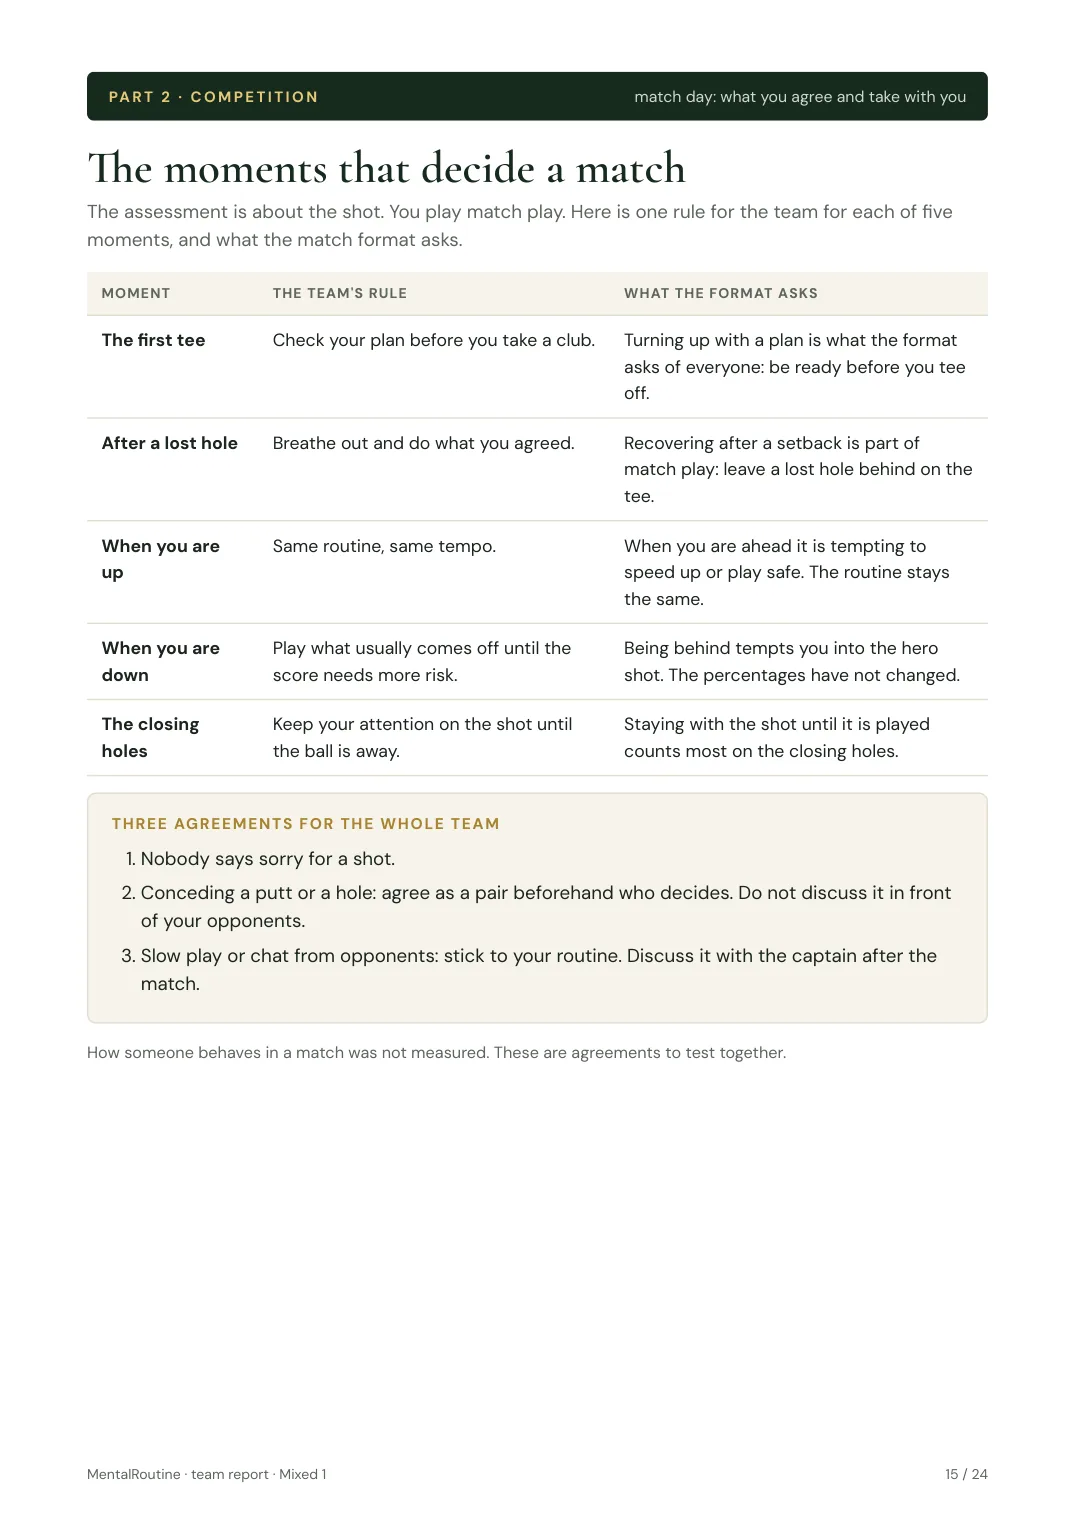 PART 2 · COMPETITION match day: what you agree and take with you
The moments that decide a match
The assessment is about the shot. You play match play. Here is one rule for the team for each of five
moments, and what the match format asks.
MOMENT THE TEAM'S RULE WHAT THE FORMAT ASKS
The first tee Check your plan before you take a club. Turning up with a plan is what the format
asks of everyone: be ready before you tee
off.
After a lost hole Breathe out and do what you agreed. Recovering after a setback is part of
match play: leave a lost hole behind on the
tee.
When you are Same routine, same tempo. When you are ahead it is tempting to
up speed up or play safe. The routine stays
the same.
When you are Play what usually comes off until the Being behind tempts you into the hero
down score needs more risk. shot. The percentages have not changed.
The closing Keep your attention on the shot until Staying with the shot until it is played
holes the ball is away. counts most on the closing holes.
THREE AGREEMENTS FOR THE WHOLE TEAM
1. Nobody says sorry for a shot.
2. Conceding a putt or a hole: agree as a pair beforehand who decides. Do not discuss it in front
of your opponents.
3. Slow play or chat from opponents: stick to your routine. Discuss it with the captain after the
match.
How someone behaves in a match was not measured. These are agreements to test together.
MentalRoutine · team report · Mixed 1 15 / 24